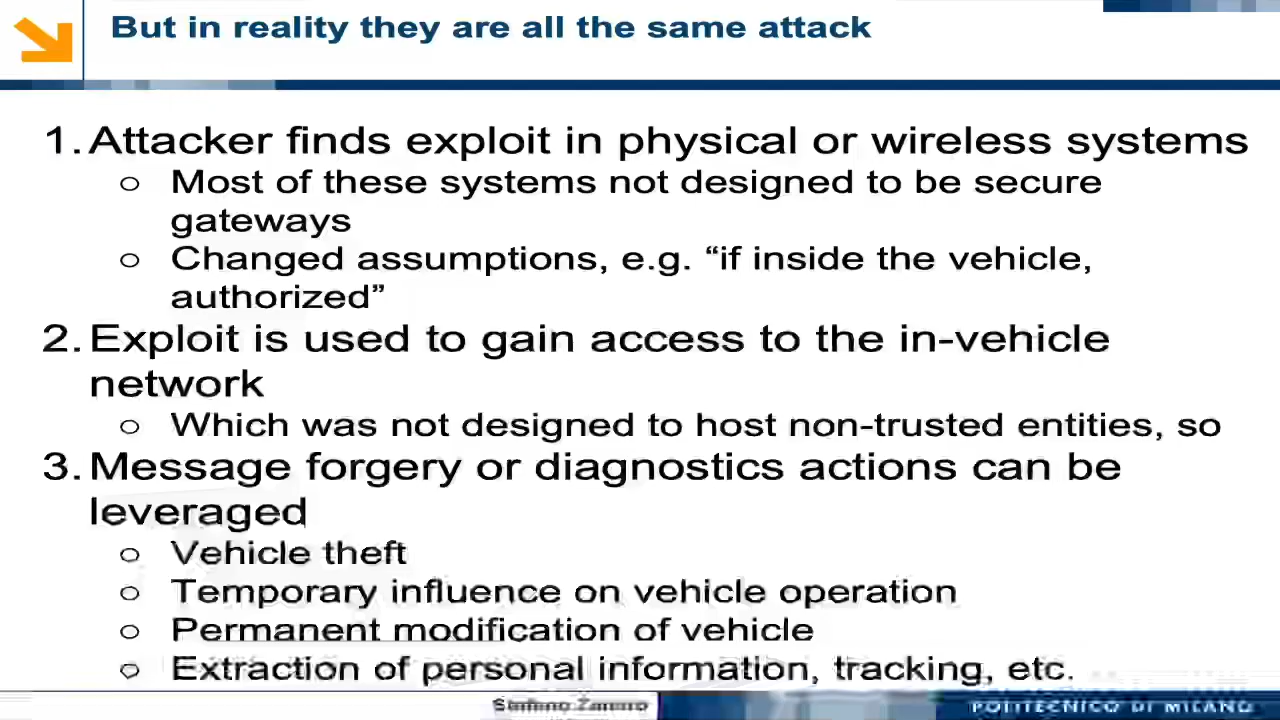 But in reality they are all the same attack
1. Attacker finds exploit in physical or wireless systems
○ Most of these systems not designed to be secure
gateways
○ Changed assumptions, e.g. “if inside the vehicle,
authorized”
2. Exploit is used to gain access to the in-vehicle
network
○ Which was not designed to host non-trusted entities, so
3. Message forgery or diagnostics actions can be
leveraged
○ Vehicle theft
○ Temporary influence on vehicle operation
○ Permanent modification of vehicle
○ Extraction of personal information, tracking, etc.
Stefano Zanero
POLITECNICO DI MILANO